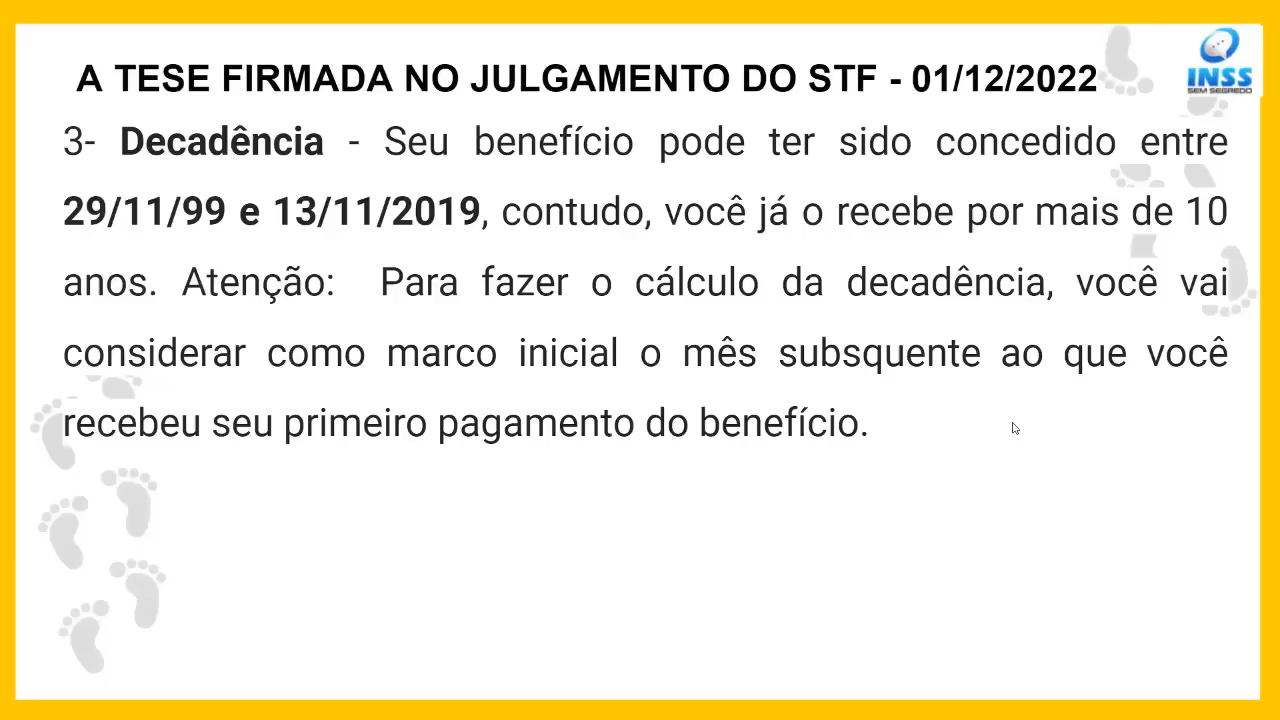 A TESE FIRMADA NO JULGAMENTO DO STF - 01/12/2022
INSS
SEM SEGREDO
3- Decadência - Seu benefício pode ter sido concedido entre
29/11/99 e 13/11/2019, contudo, você já o recebe por mais de 10
anos. Atenção: Para fazer o cálculo da decadência, você vai
considerar como marco inicial o mês subsquente ao que você
recebeu seu primeiro pagamento do benefício.